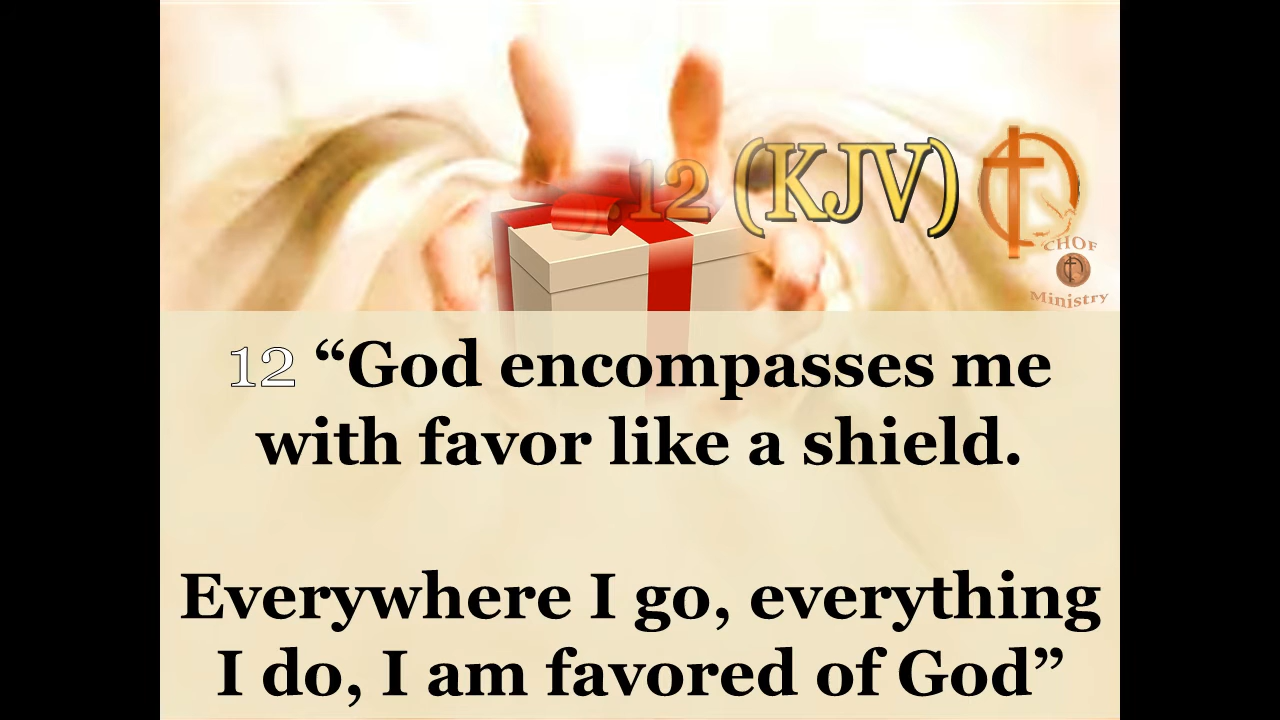 12 (KJV)
CHOF
Ministry
12 “God encompasses me
with favor like a shield.
Everywhere I go, everything
I do, I am favored of God”